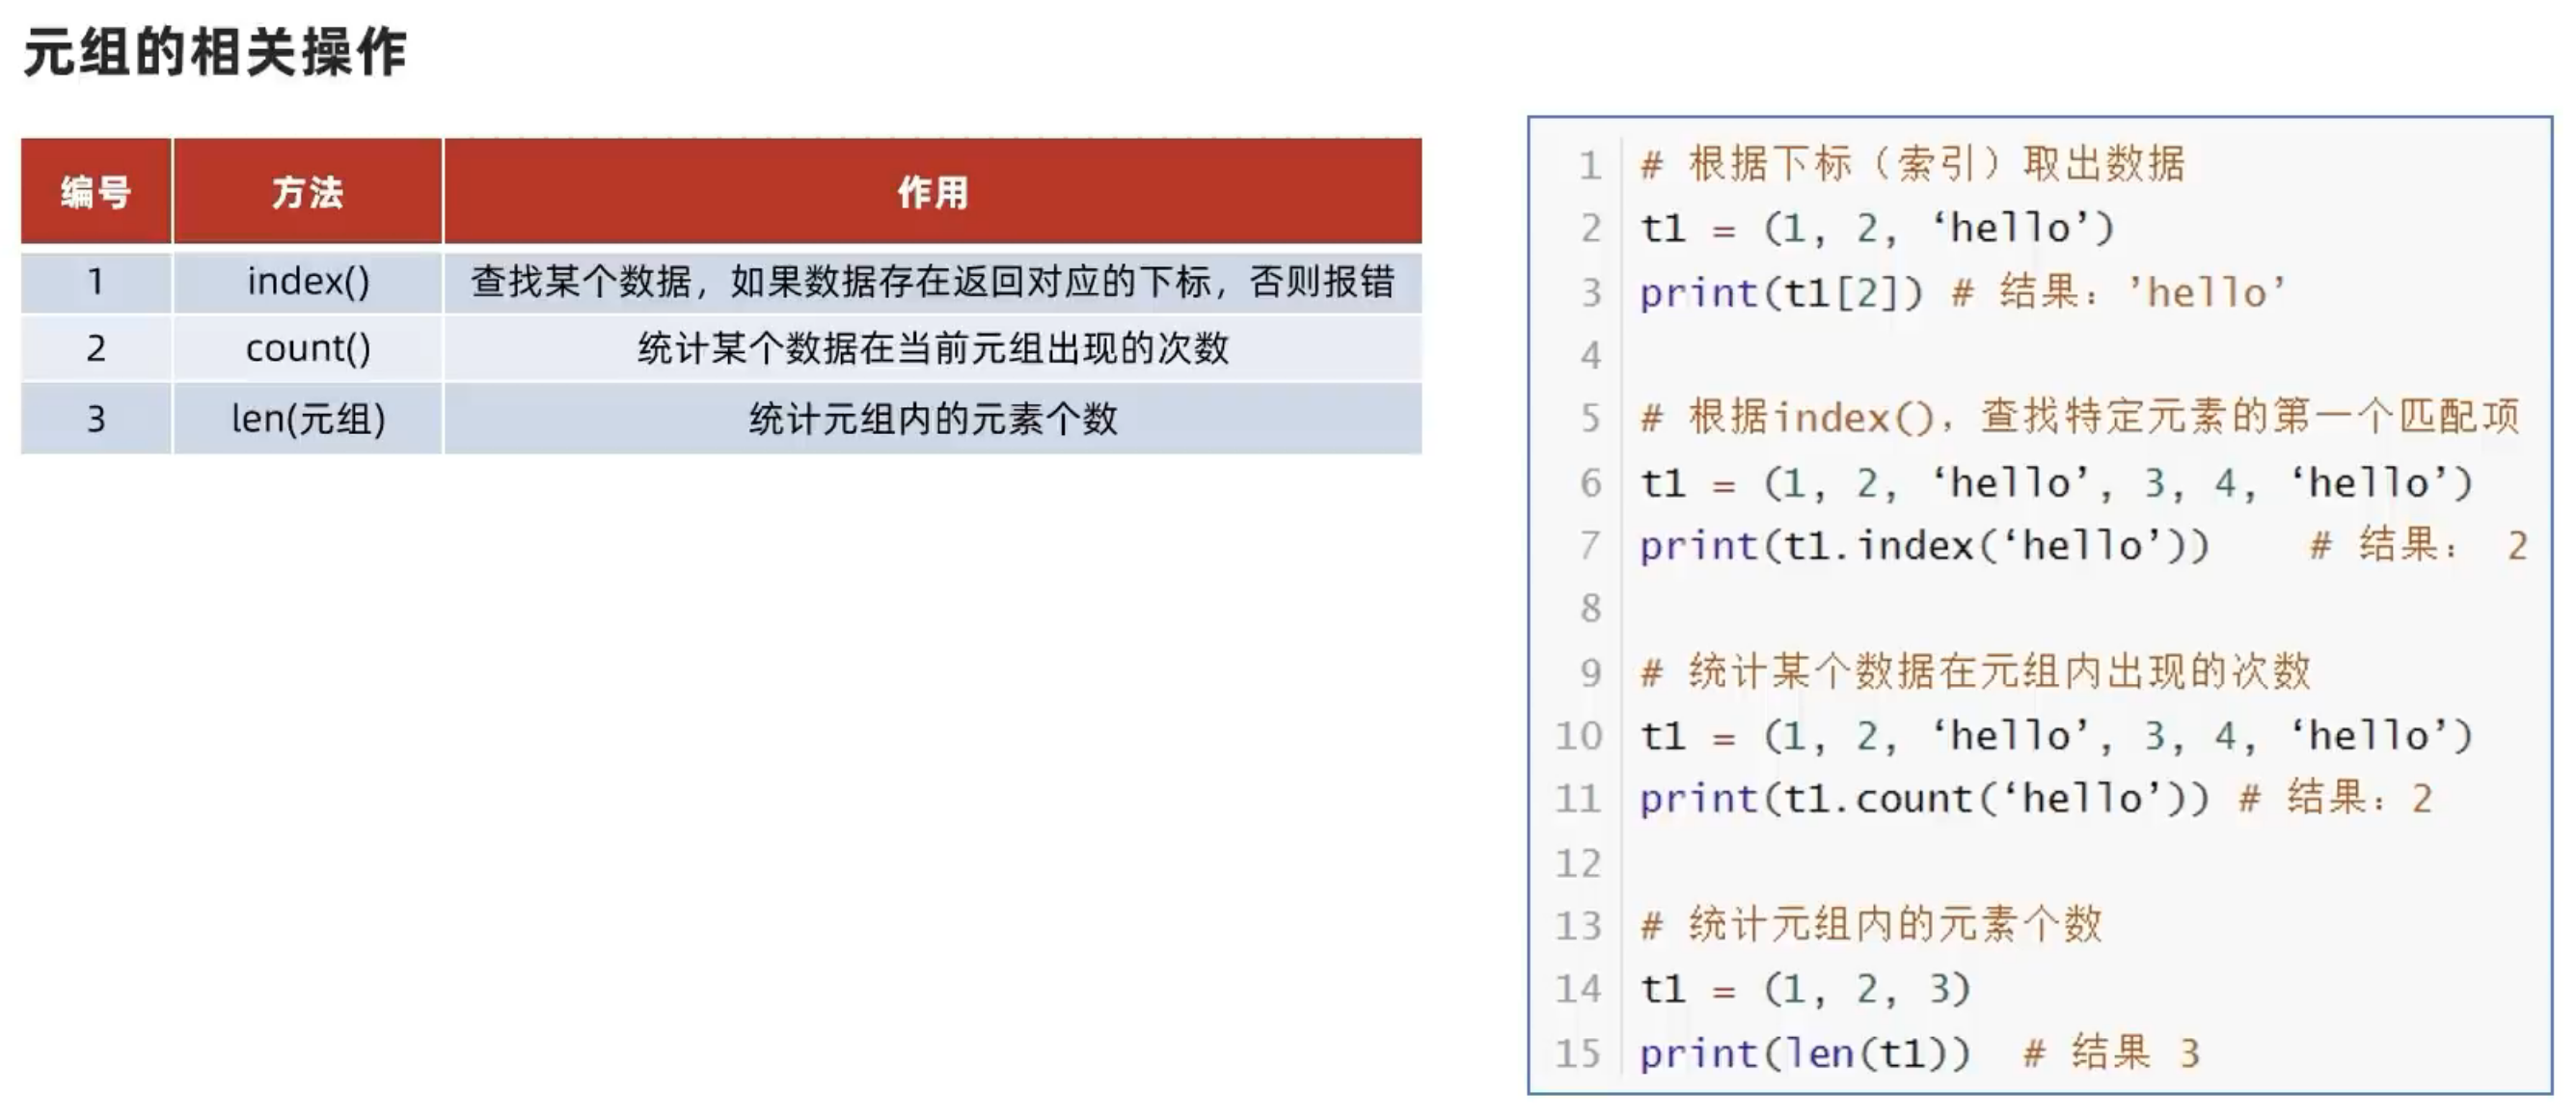 元组的相关操作
编号 方法 作用
1 index() 查找某个数据，如果数据存在返回对应的下标，否则报错
2 count() 统计某个数据在当前元组出现的次数
3 len(元组) 统计元组内的元素个数
1 # 根据下标（索引）取出数据
2 t1 = (1, 2, ‘hello’)
3 print(t1[2]) # 结果：’hello’
4
5 # 根据index()，查找特定元素的第一个匹配项
6 t1 = (1, 2, ‘hello’, 3, 4, ‘hello’)
7 print(t1.index(‘hello’)) # 结果： 2
8
9 # 统计某个数据在元组内出现的次数
10 t1 = (1, 2, ‘hello’, 3, 4, ‘hello’)
11 print(t1.count(‘hello’)) # 结果：2
12
13 # 统计元组内的元素个数
14 t1 = (1, 2, 3)
15 print(len(t1)) # 结果 3